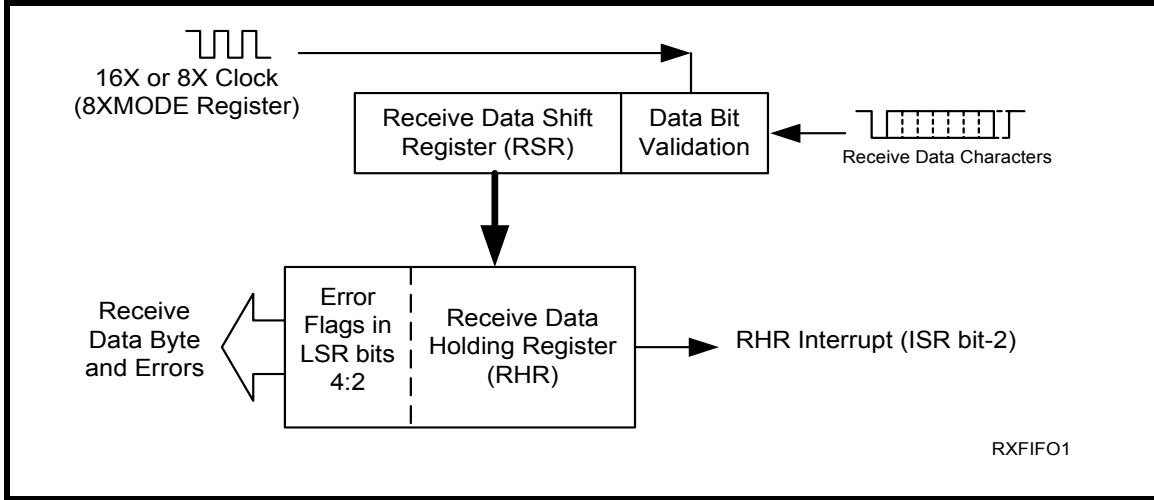 16X or 8X Clock
(8XMODE Register)
Receive Data Shift
Register (RSR)
Data Bit
Validation
Receive Data Characters
Receive
Data Byte
and Errors
Error
Flags in
LSR bits
4:2
Receive Data
Holding Register
(RHR)
RHR Interrupt (ISR bit-2)
RXFIFO1